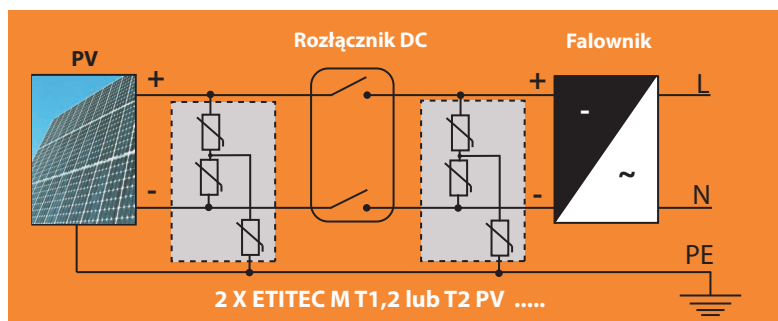 Rozłącznik DC
Falownik
PV
+
+
L
-
~
-
-
N
PE
2 X ETITEC M T1,2 lub T2 PV .....